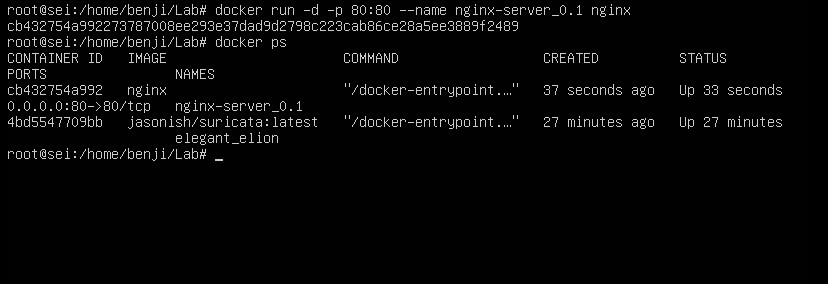 root@sei:/home/benji/Lab# docker run -d -p 80:80 --name nginx-server_0.1 nginx
cb432754a992273787008ee293e37dad9d2798c223cab86ce28a5ee3889f2489
root@sei:/home/benji/Lab# docker ps
CONTAINER ID   IMAGE                      COMMAND                  CREATED          STATUS
PORTS                NAMES
cb432754a992   nginx                      "/docker-entrypoint.…"   37 seconds ago   Up 33 seconds
0.0.0.0:80->80/tcp   nginx-server_0.1
4bd5547709bb   jasonish/suricata:latest   "/docker-entrypoint.…"   27 minutes ago   Up 27 minutes
                     elegant_elion
root@sei:/home/benji/Lab# _